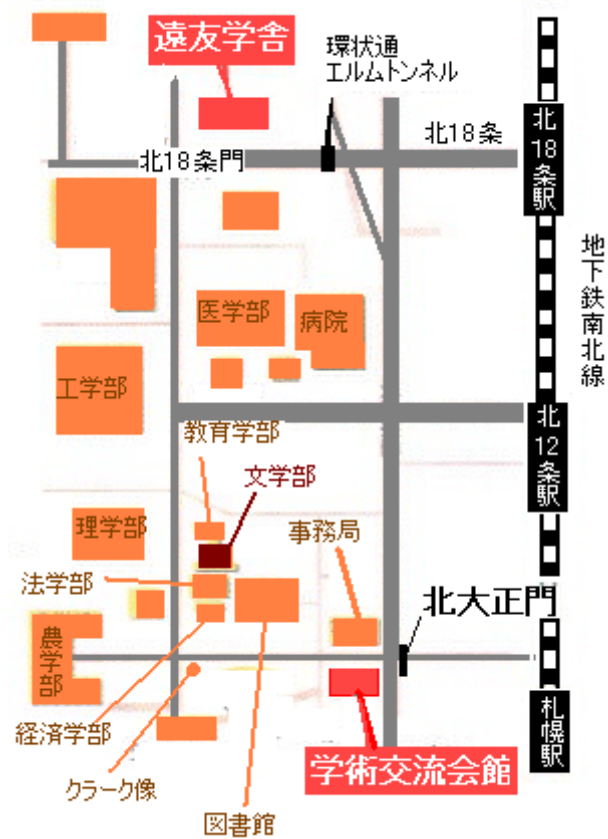 遠友学舎
環状通
エルムトンネル
北18条
北18条門
北18条駅
地下鉄南北線
医学部
病院
工学部
北12条駅
教育学部
文学部
理学部
事務局
法学部
北大正門
農学部
札幌駅
経済学部
学術交流会館
クラーク像
図書館